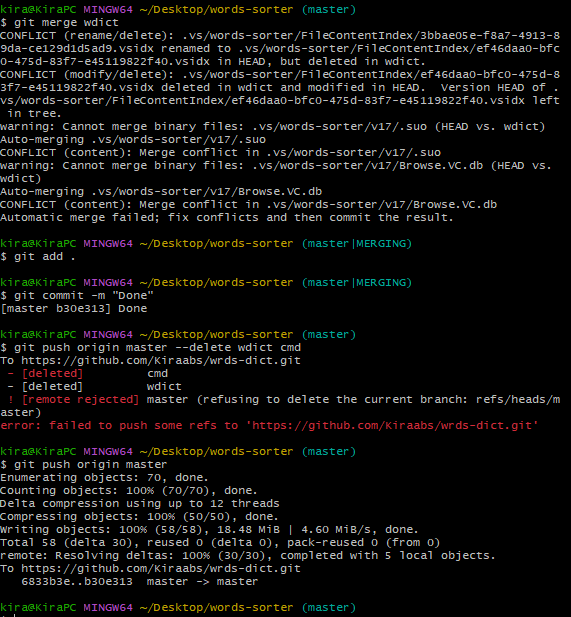 kira@KiraPC MINGW64 ~/Desktop/words-sorter (master)
$ git merge wdict
CONFLICT (rename/delete): .vs/words-sorter/FileContentIndex/3bbae05e-f8a7-4913-8
9da-ce129d1d5ad9.vsidx renamed to .vs/words-sorter/FileContentIndex/ef46daa0-bfc
0-475d-83f7-e45119822f40.vsidx in HEAD, but deleted in wdict.
CONFLICT (modify/delete): .vs/words-sorter/FileContentIndex/ef46daa0-bfc0-475d-8
3f7-e45119822f40.vsidx deleted in wdict and modified in HEAD.  Version HEAD of .
vs/words-sorter/FileContentIndex/ef46daa0-bfc0-475d-83f7-e45119822f40.vsidx left
in tree.
warning: Cannot merge binary files: .vs/words-sorter/v17/.suo (HEAD vs. wdict)
Auto-merging .vs/words-sorter/v17/.suo
CONFLICT (content): Merge conflict in .vs/words-sorter/v17/.suo
warning: Cannot merge binary files: .vs/words-sorter/v17/Browse.VC.db (HEAD vs.
wdict)
Auto-merging .vs/words-sorter/v17/Browse.VC.db
CONFLICT (content): Merge conflict in .vs/words-sorter/v17/Browse.VC.db
Automatic merge failed; fix conflicts and then commit the result.
kira@KiraPC MINGW64 ~/Desktop/words-sorter (master|MERGING)
$ git add .
kira@KiraPC MINGW64 ~/Desktop/words-sorter (master|MERGING)
$ git commit -m "Done"
[master b30e313] Done
kira@KiraPC MINGW64 ~/Desktop/words-sorter (master)
$ git push origin master --delete wdict cmd
To https://github.com/Kiraabs/wrds-dict.git
 - [deleted]         cmd
 - [deleted]         wdict
 ! [remote rejected] master (refusing to delete the current branch: refs/heads/m
aster)
error: failed to push some refs to 'https://github.com/Kiraabs/wrds-dict.git'
kira@KiraPC MINGW64 ~/Desktop/words-sorter (master)
$ git push origin master
Enumerating objects: 70, done.
Counting objects: 100% (70/70), done.
Delta compression using up to 12 threads
Compressing objects: 100% (50/50), done.
Writing objects: 100% (58/58), 18.48 MiB | 4.60 MiB/s, done.
Total 58 (delta 30), reused 0 (delta 0), pack-reused 0 (from 0)
remote: Resolving deltas: 100% (30/30), completed with 5 local objects.
To https://github.com/Kiraabs/wrds-dict.git
   6833b3e..b30e313  master -> master
kira@KiraPC MINGW64 ~/Desktop/words-sorter (master)